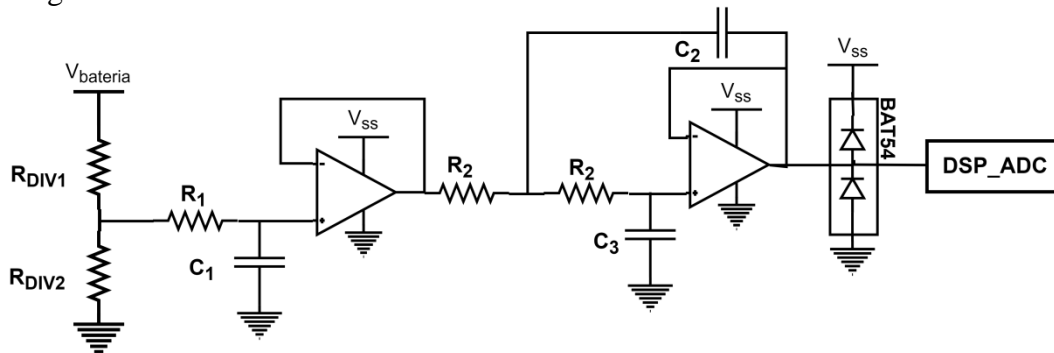 V_bateria
R_DIV1
R_DIV2
R_1
C_1
-
+
V_ss
R_2
C_2
R_2
C_3
-
+
V_ss
V_ss
BAT54
DSP_ADC